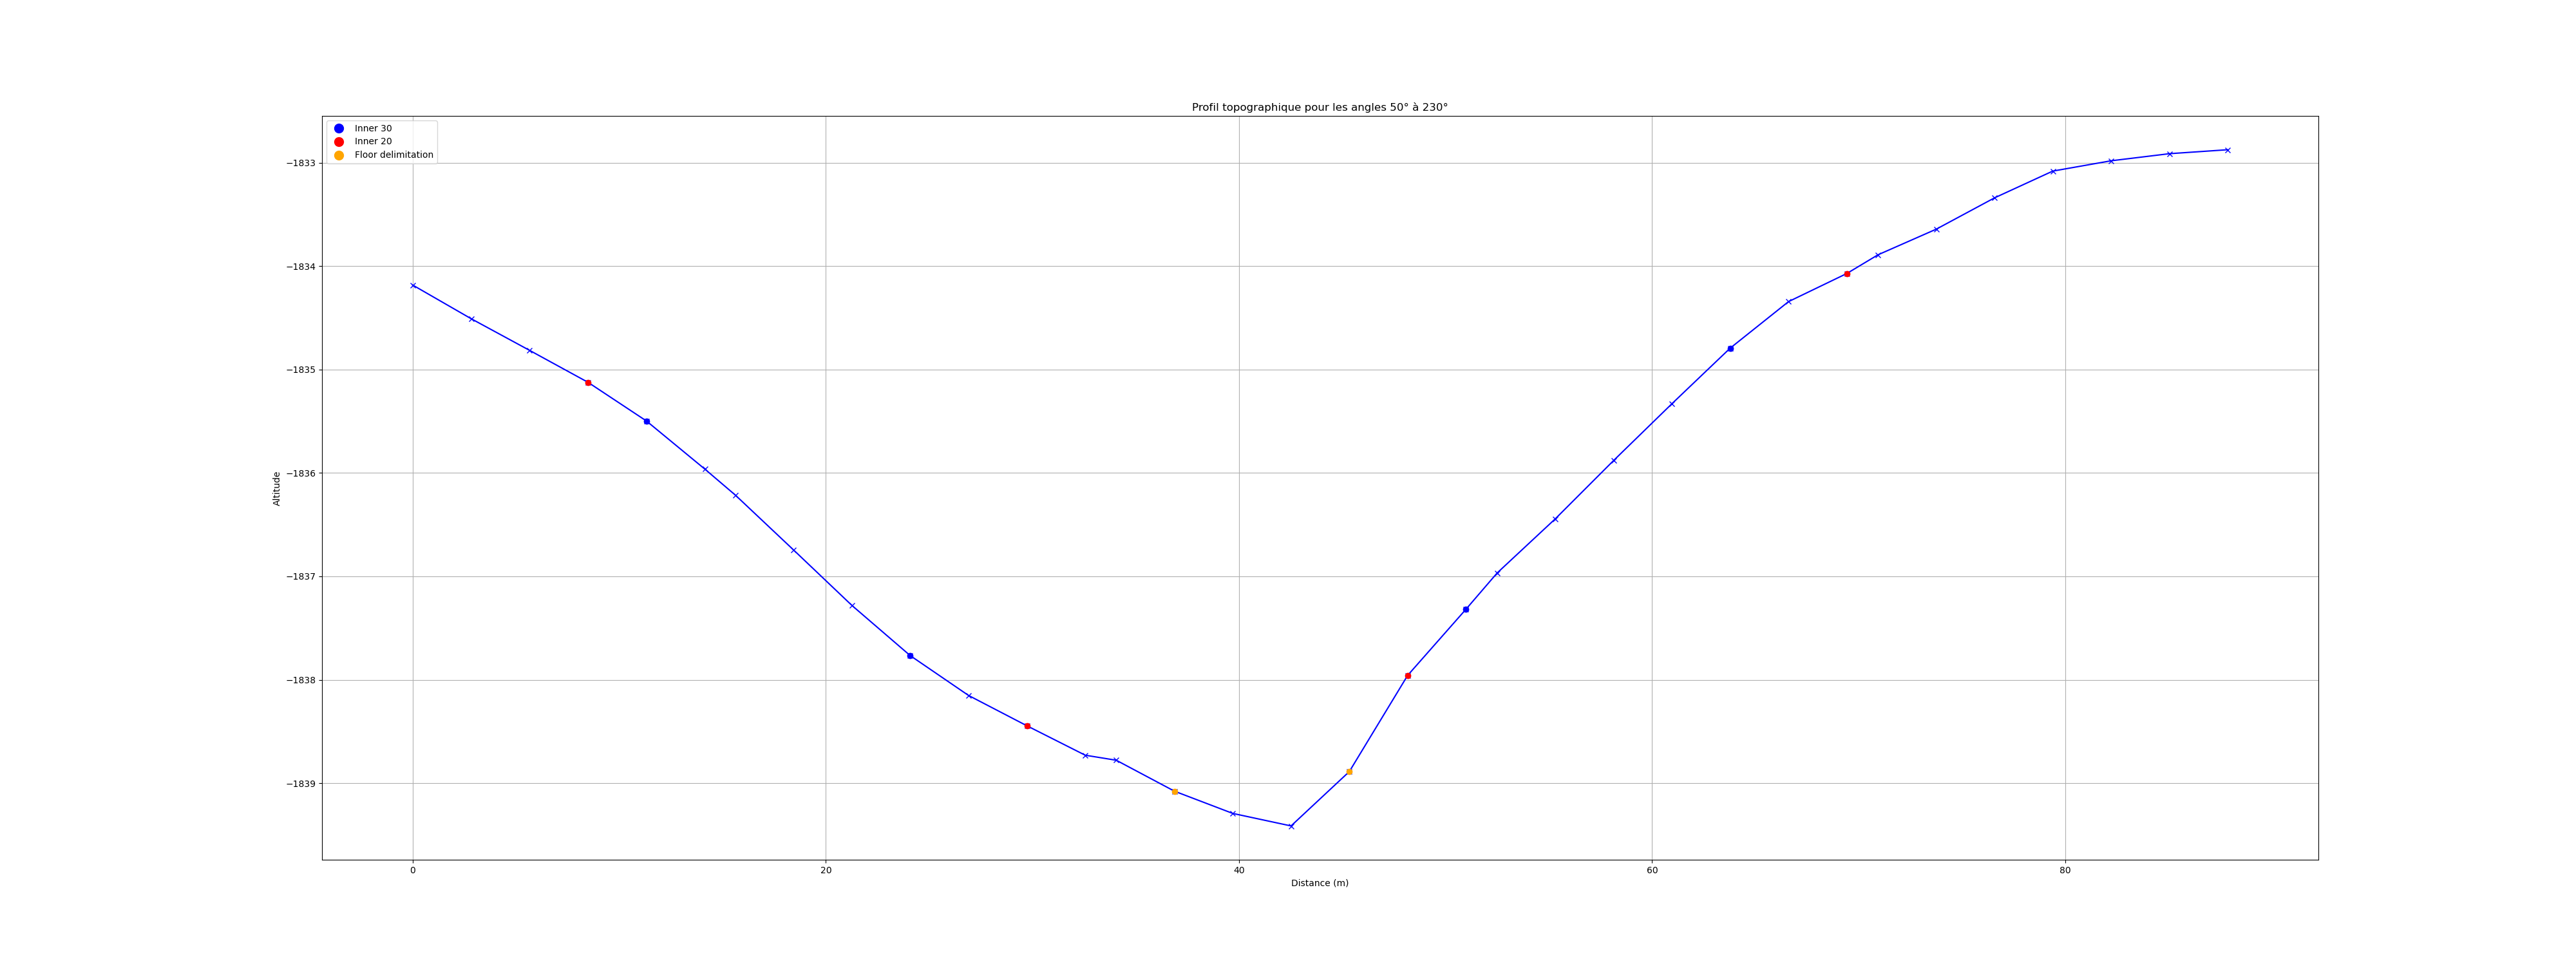 Profil topographique pour les angles 50° à 230°
Inner 30
Inner 20
Floor delimitation
−1833
−1834
−1835
−1836
−1837
−1838
−1839
Altitude
0 20 40 60 80
Distance (m)